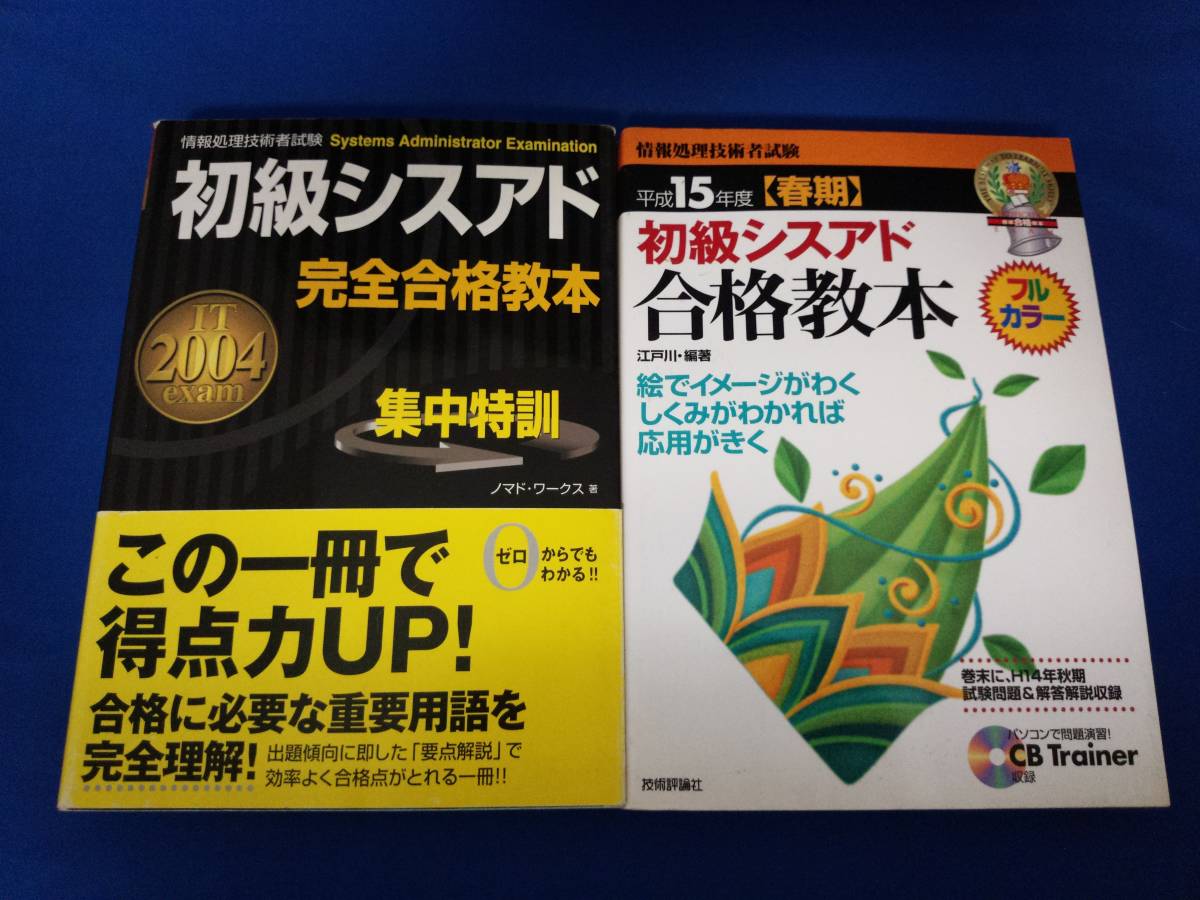 情報処理技術者試験 Systems Administrator Examination
初級シスアド
完全合格教本
IT
2004
exam
集中特訓
ノマド・ワークス 著
この一冊で
得点力UP!
0
ゼロ
からでも
わかる!!
合格に必要な重要用語を
完全理解!
出題傾向に即した「要点解説」で
効率よく合格点がとれる一冊!!
情報処理技術者試験
平成15年度【春期】
合格
初級シスアド
合格教本
フル
カラー
江戸川・編著
絵でイメージがわく
しくみがわかれば
応用がきく
巻末に、H14年秋期
試験問題&解答解説収録
パソコンで問題演習!
CB Trainer
収録
技術評論社